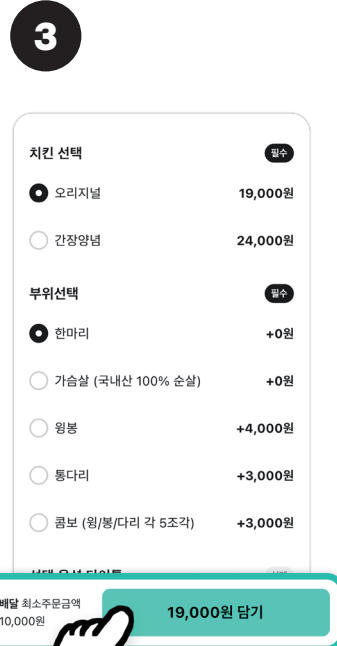 3
치킨 선택 필수
오리지널 19,000원
간장양념 24,000원
부위선택 필수
한마리 +0원
가슴살 (국내산 100% 순살) +0원
윙봉 +4,000원
통다리 +3,000원
콤보 (윙/봉/다리 각 5조각) +3,000원
배달 최소주문금액
10,000원
19,000원 담기